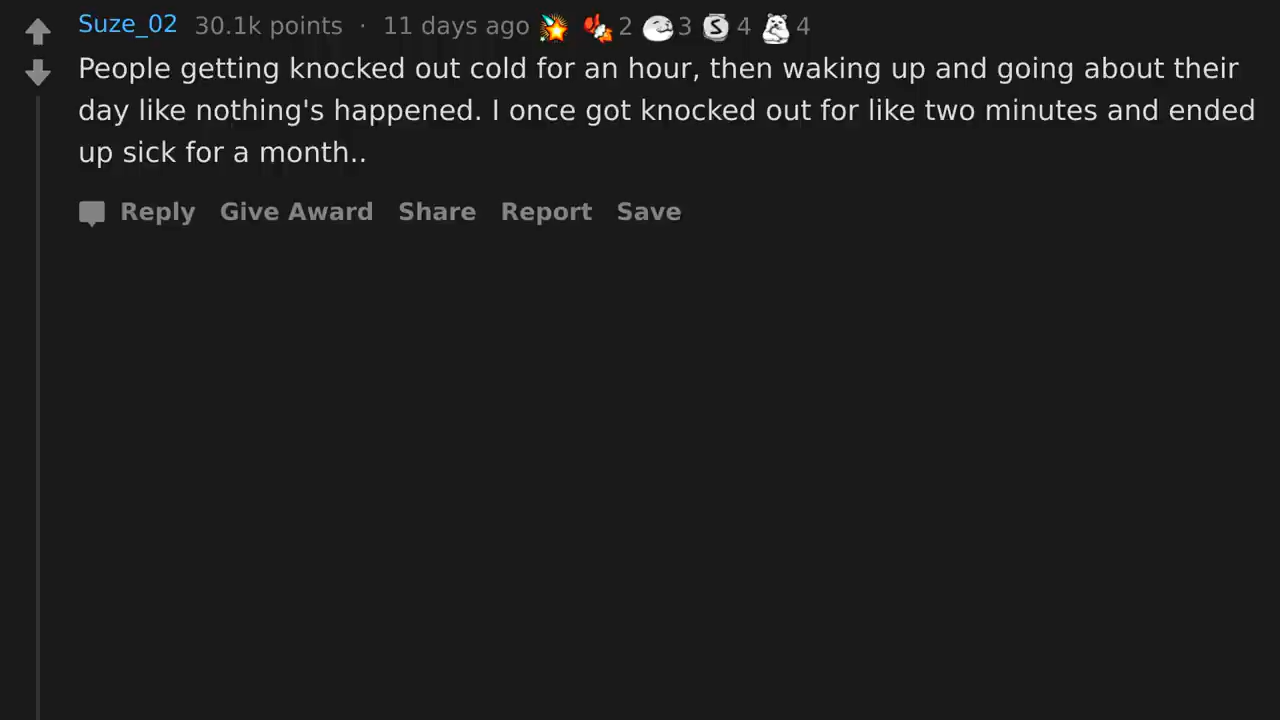 Suze_02 30.1k points · 11 days ago 2 3 4 4
People getting knocked out cold for an hour, then waking up and going about their
day like nothing's happened. I once got knocked out for like two minutes and ended
up sick for a month..
Reply Give Award Share Report Save